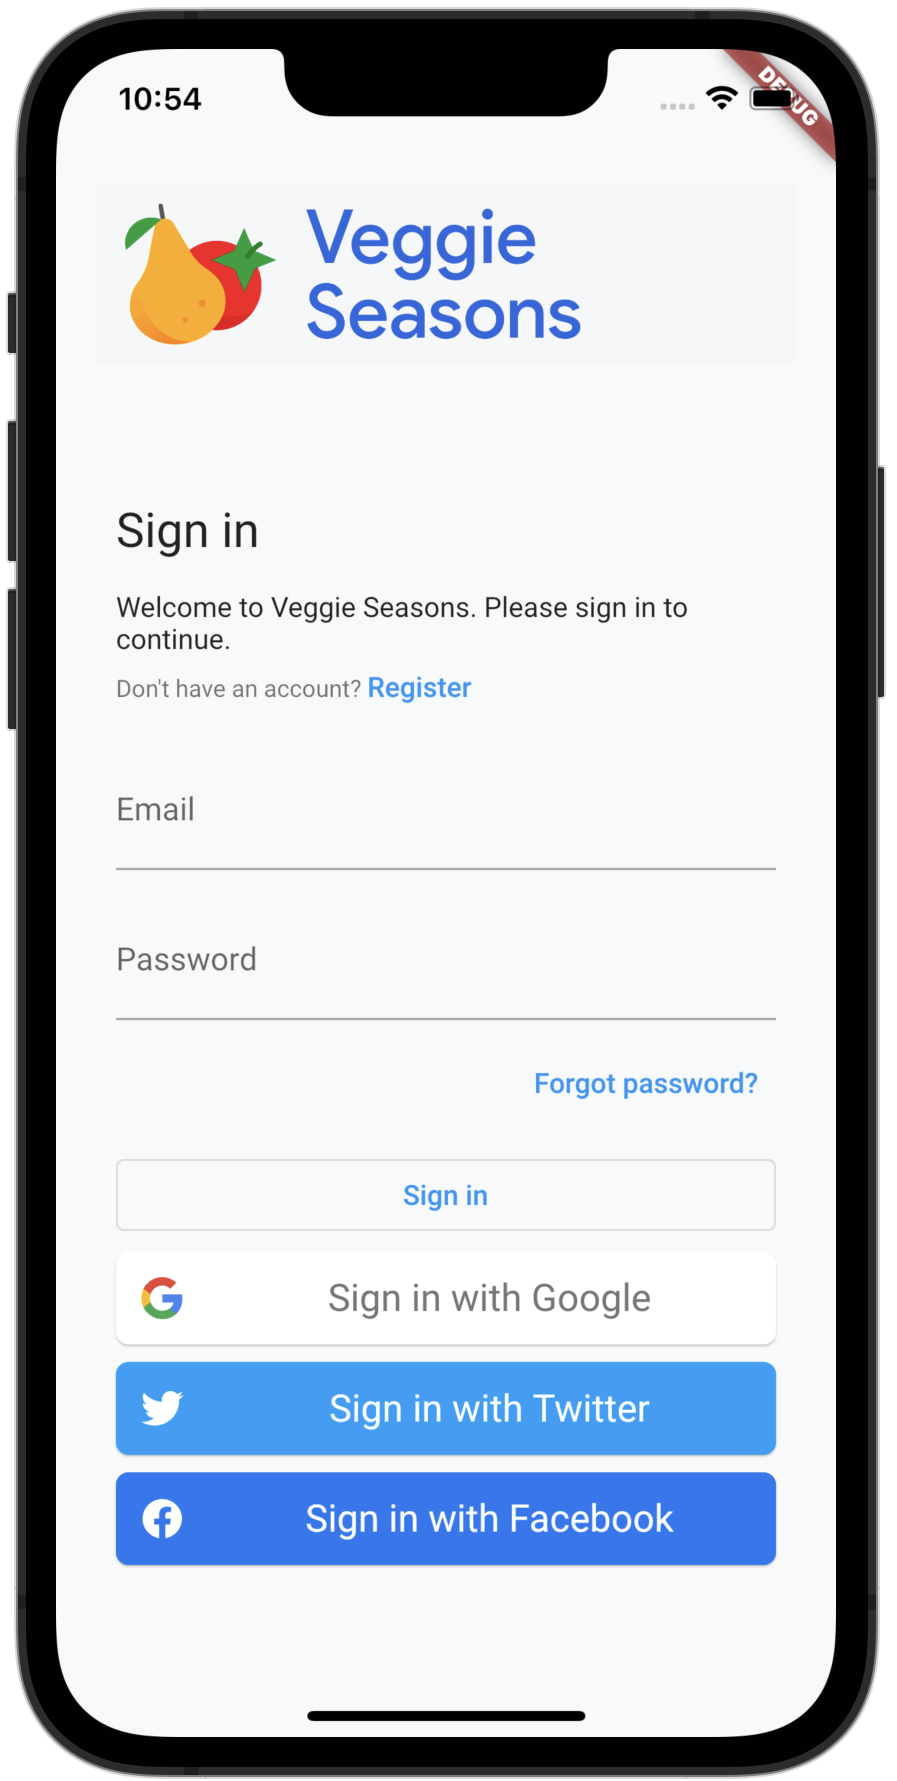 10:54
DEBUG
Veggie
Seasons
Sign in
Welcome to Veggie Seasons. Please sign in to
continue.
Don't have an account? Register
Email
Password
Forgot password?
Sign in
Sign in with Google
Sign in with Twitter
Sign in with Facebook